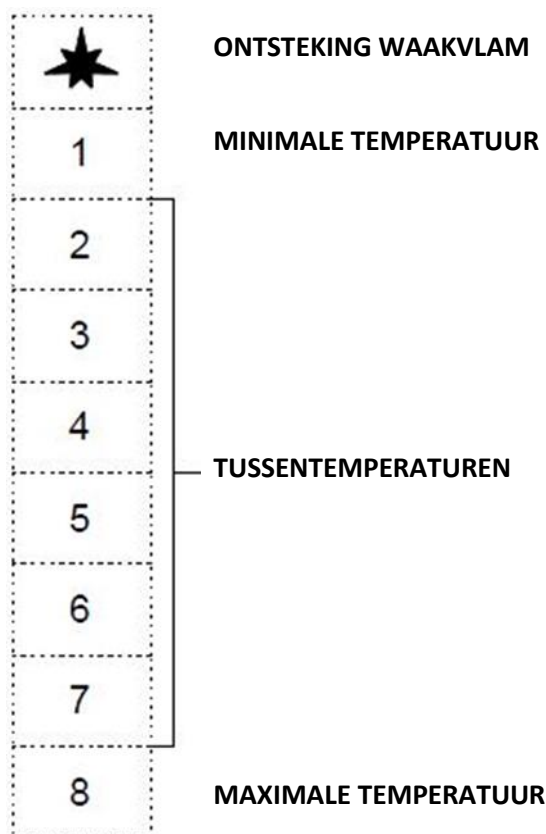 ONTSTEKING WAAKVLAM
1 MINIMALE TEMPERATUUR
2
3
4
TUSSENTEMPERATUREN
5
6
7
8 MAXIMALE TEMPERATUUR